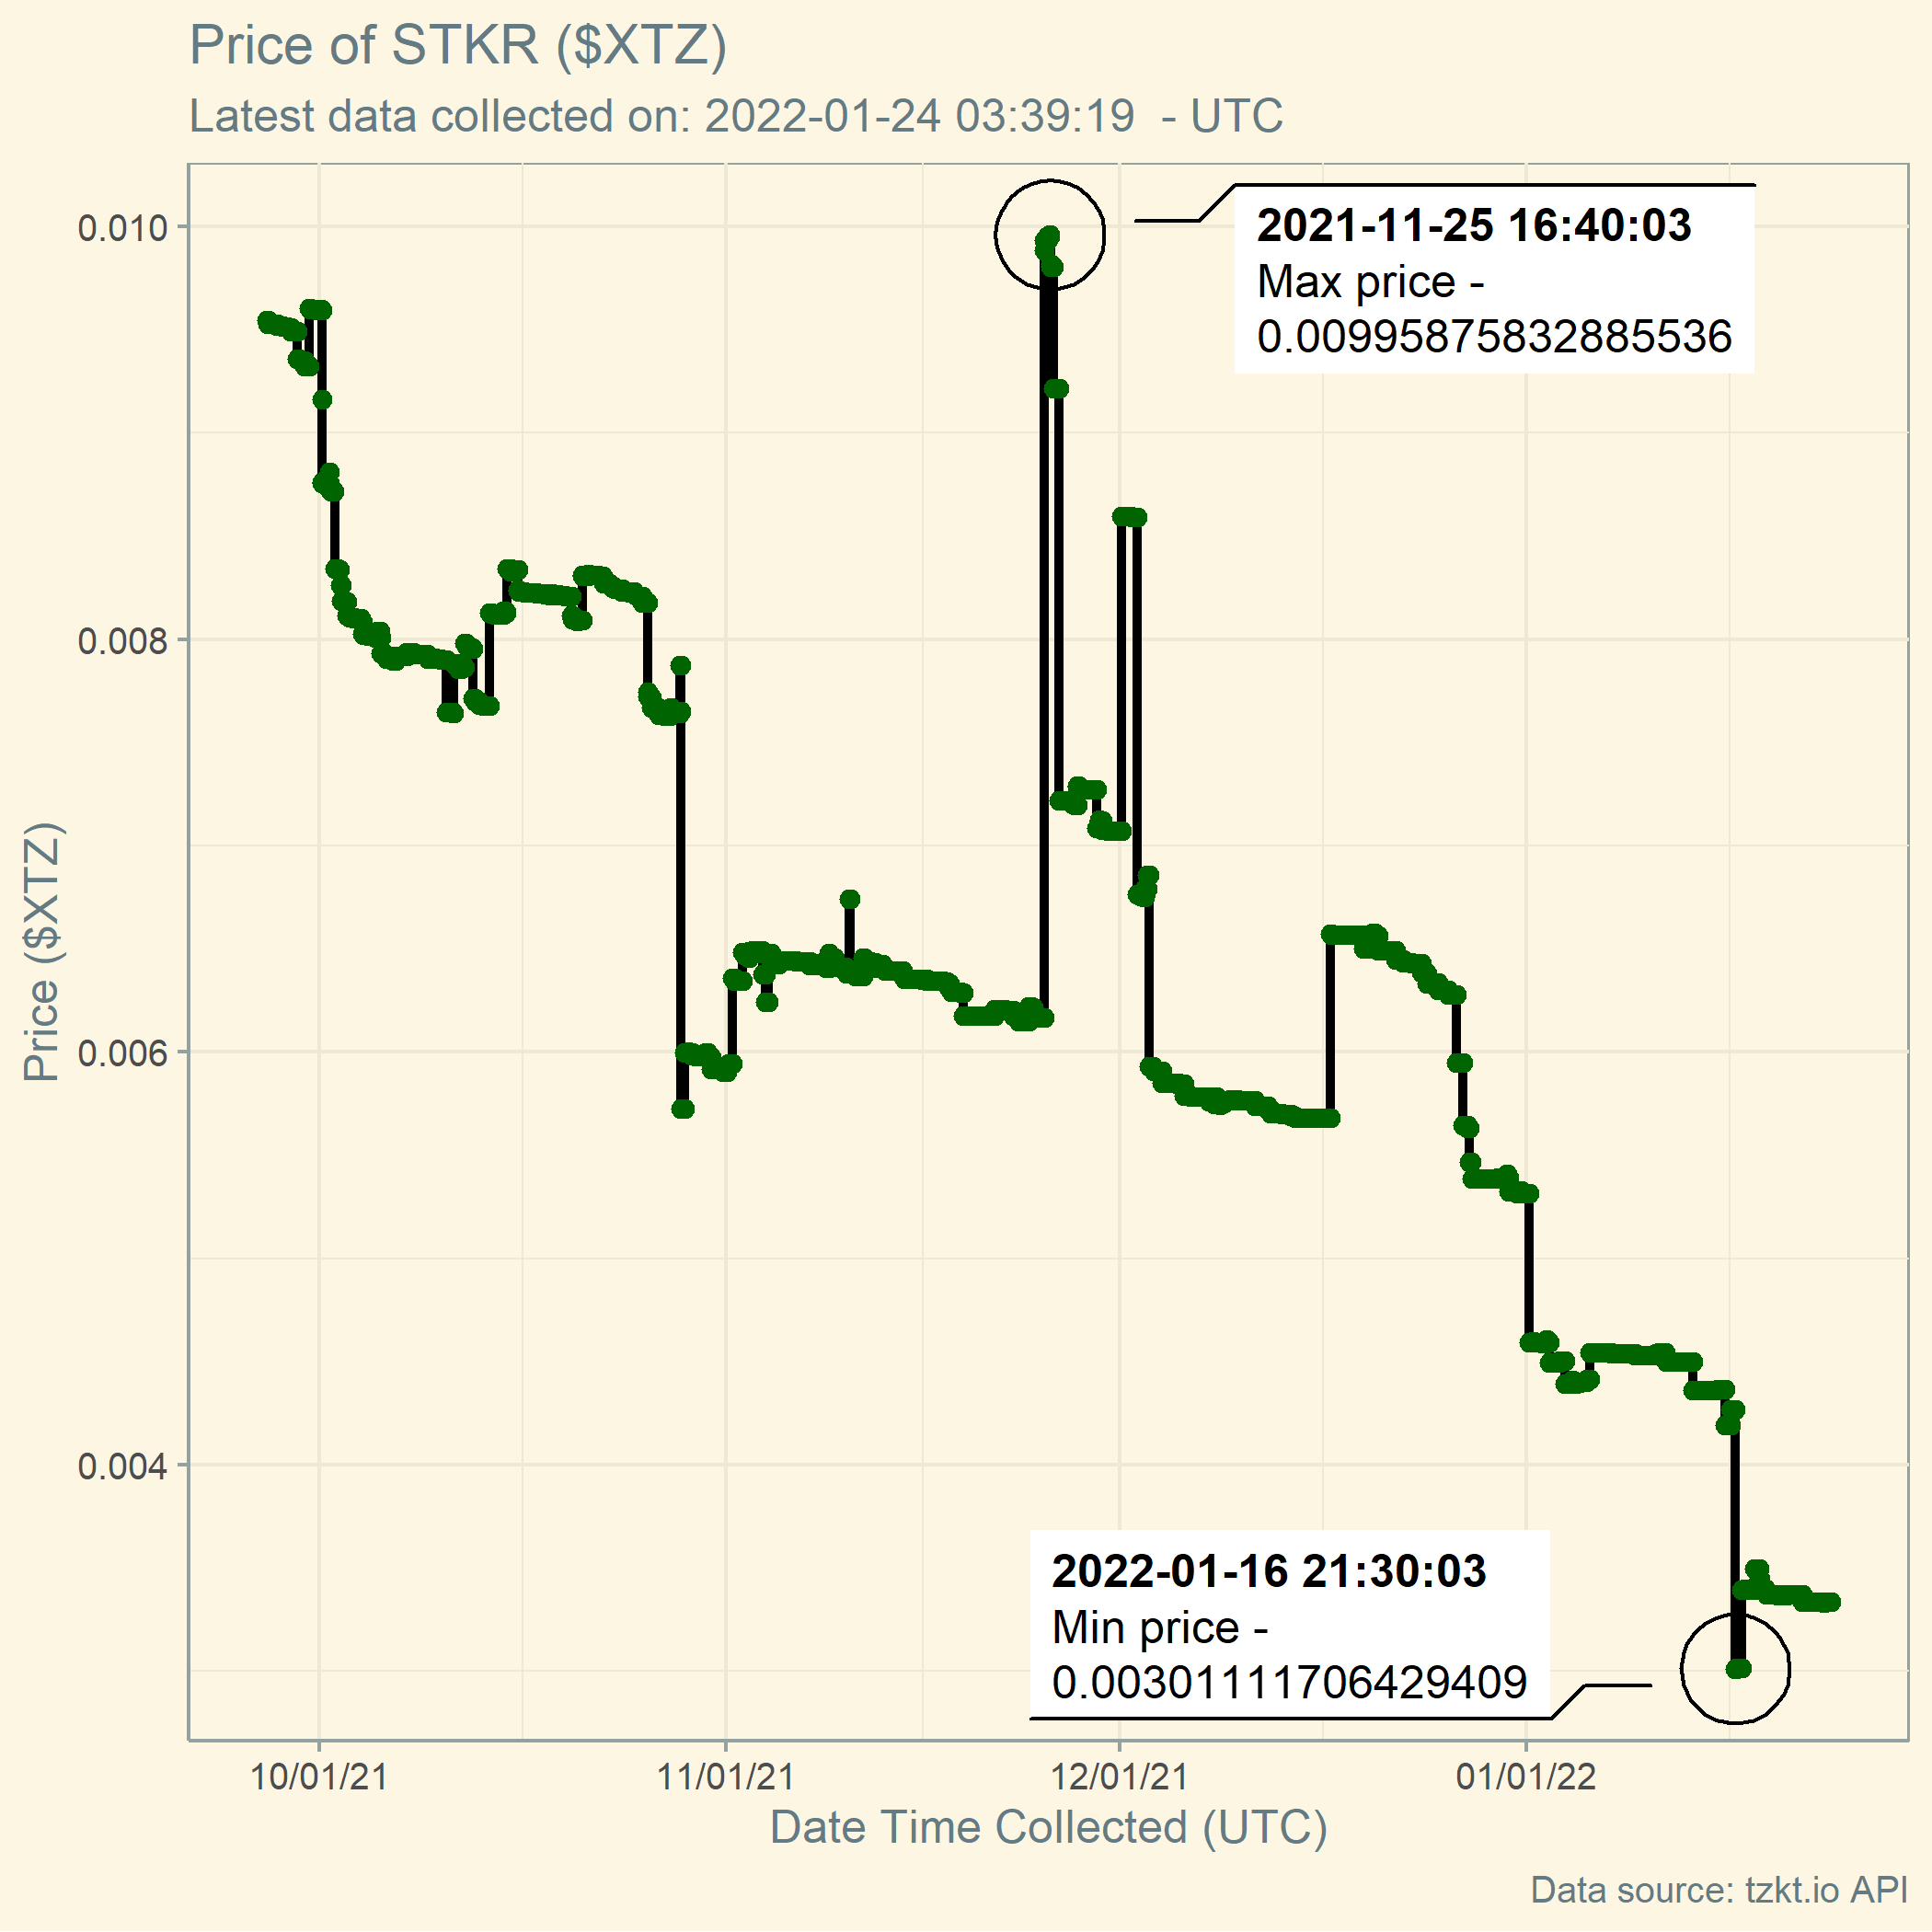 Price of STKR ($XTZ)
Latest data collected on: 2022-01-24 03:39:19  - UTC
0.010
0.008
0.006
0.004
Price ($XTZ)
2021-11-25 16:40:03
Max price -
0.00995875832885536
2022-01-16 21:30:03
Min price -
0.00301111706429409
10/01/21
11/01/21
12/01/21
01/01/22
Date Time Collected (UTC)
Data source: tzkt.io API